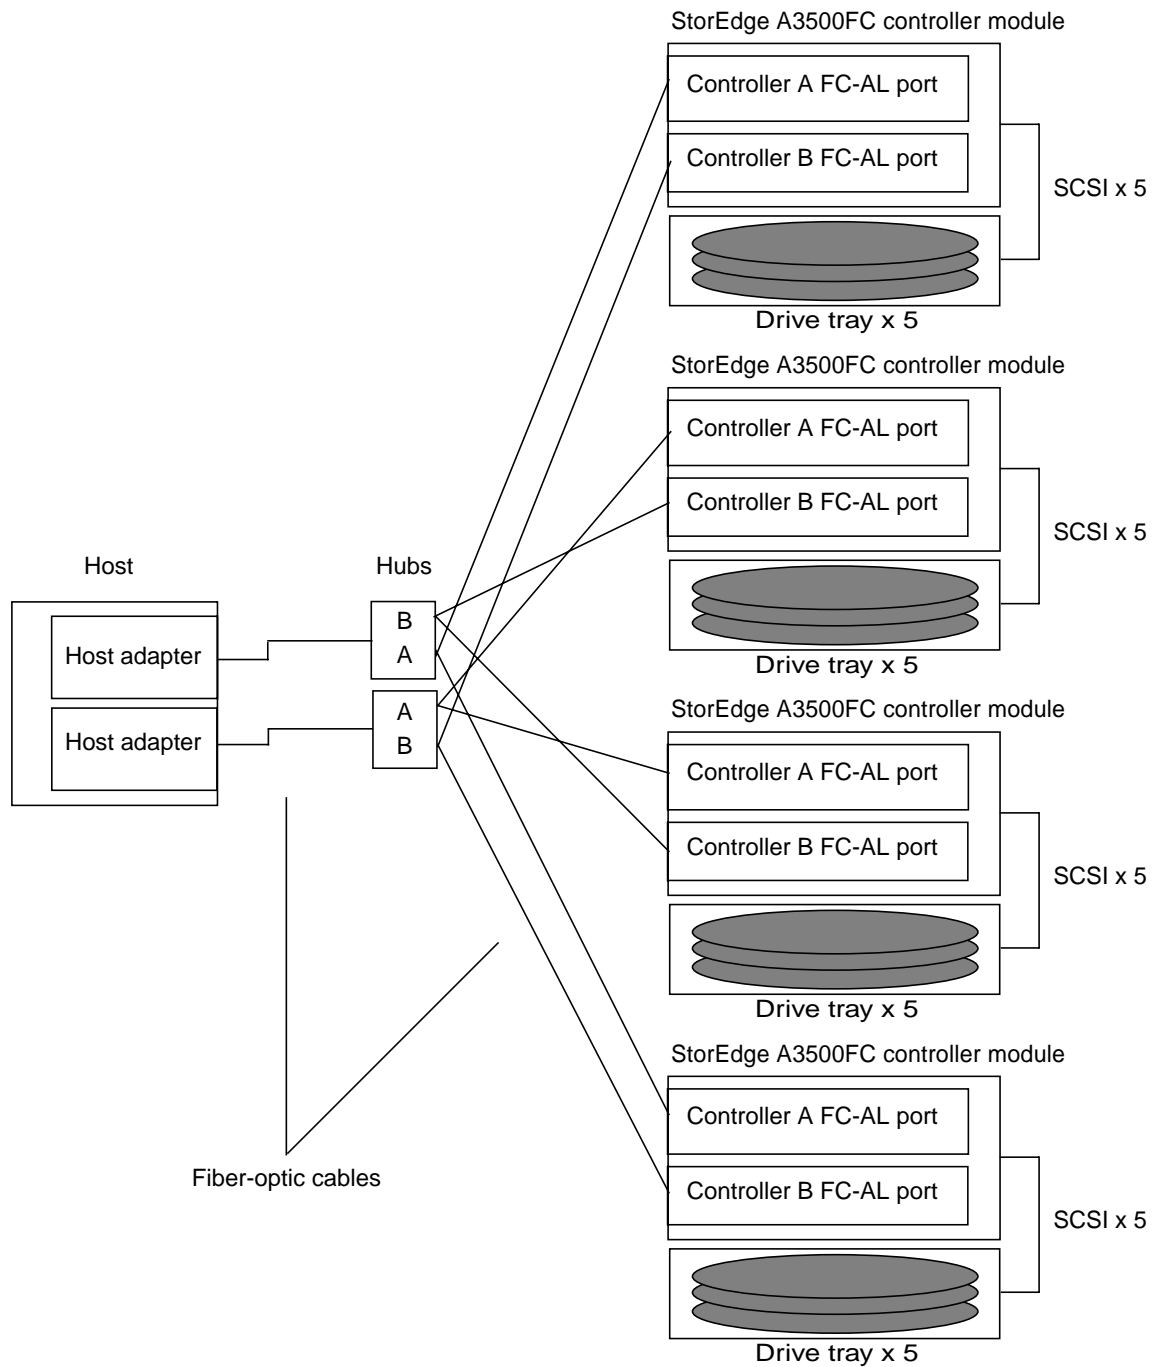 StorEdge A3500FC controller module
Controller A FC-AL port
Controller B FC-AL port
SCSI x 5
Drive tray x 5
StorEdge A3500FC controller module
Controller A FC-AL port
Controller B FC-AL port
SCSI x 5
Drive tray x 5
Host
Hubs
Host adapter
Host adapter
B
A
A
B
StorEdge A3500FC controller module
Controller A FC-AL port
Controller B FC-AL port
SCSI x 5
Drive tray x 5
Fiber-optic cables
StorEdge A3500FC controller module
Controller A FC-AL port
Controller B FC-AL port
SCSI x 5
Drive tray x 5